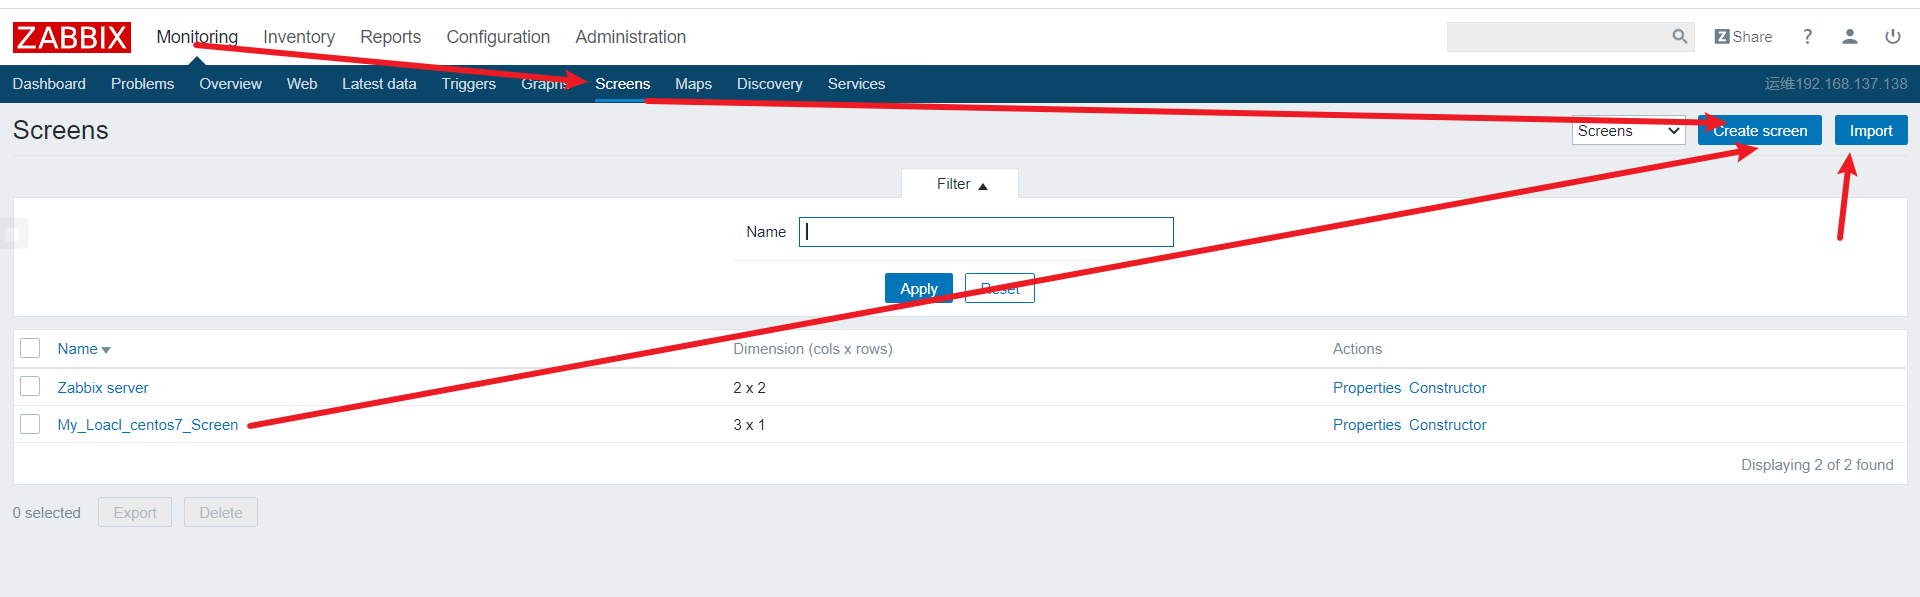 ZABBIX Monitoring Inventory Reports Configuration Administration Share ?
Dashboard Problems Overview Web Latest data Triggers Graphs Screens Maps Discovery Services 运维192.168.137.138
Screens Screens Create screen Import
Filter
Name
Apply Reset
Name Dimension (cols x rows) Actions
Zabbix server 2 x 2 Properties Constructor
My_Loacl_centos7_Screen 3 x 1 Properties Constructor
Displaying 2 of 2 found
0 selected Export Delete